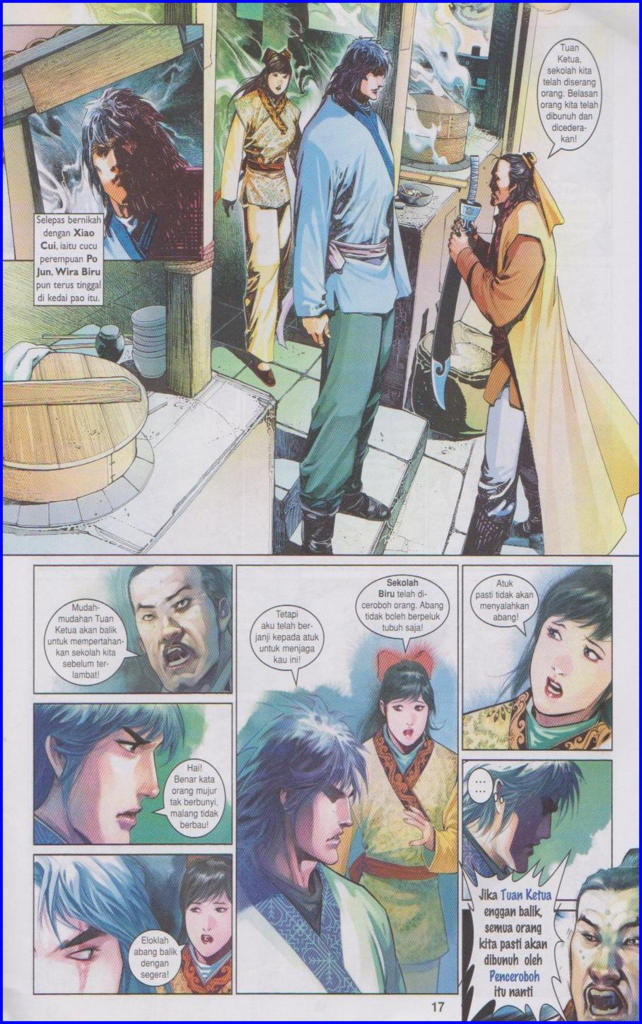 Selepas bernikah
dengan Xiao
Cui, iaitu cucu
perempuan Po
Jun, Wira Biru
pun terus tinggal
di kedai pao itu.
Tuan
Ketua,
sekolah kita
telah diserang
orang. Belasan
orang kita telah
dibunuh dan
dicedera-
kan!
Mudah-
mudahan Tuan
Ketua akan balik
untuk mempertahan-
kan sekolah kita
sebelum ter-
lambat!
Hai!
Benar kata
orang mujur
tak berbunyi,
malang tidak
berbau!
Eloklah
abang balik
dengan
segera!
Sekolah
Biru telah di-
ceroboh orang. Abang
tidak boleh berpeluk
tubuh saja!
Tetapi
aku telah ber-
janji kepada atuk
untuk menjaga
kau ini!
Atuk
pasti tidak akan
menyalahkan
abang!
...
...
Jika Tuan Ketua
enggan balik,
semua orang
kita pasti akan
dibunuh oleh
Penceroboh
itu nanti
17